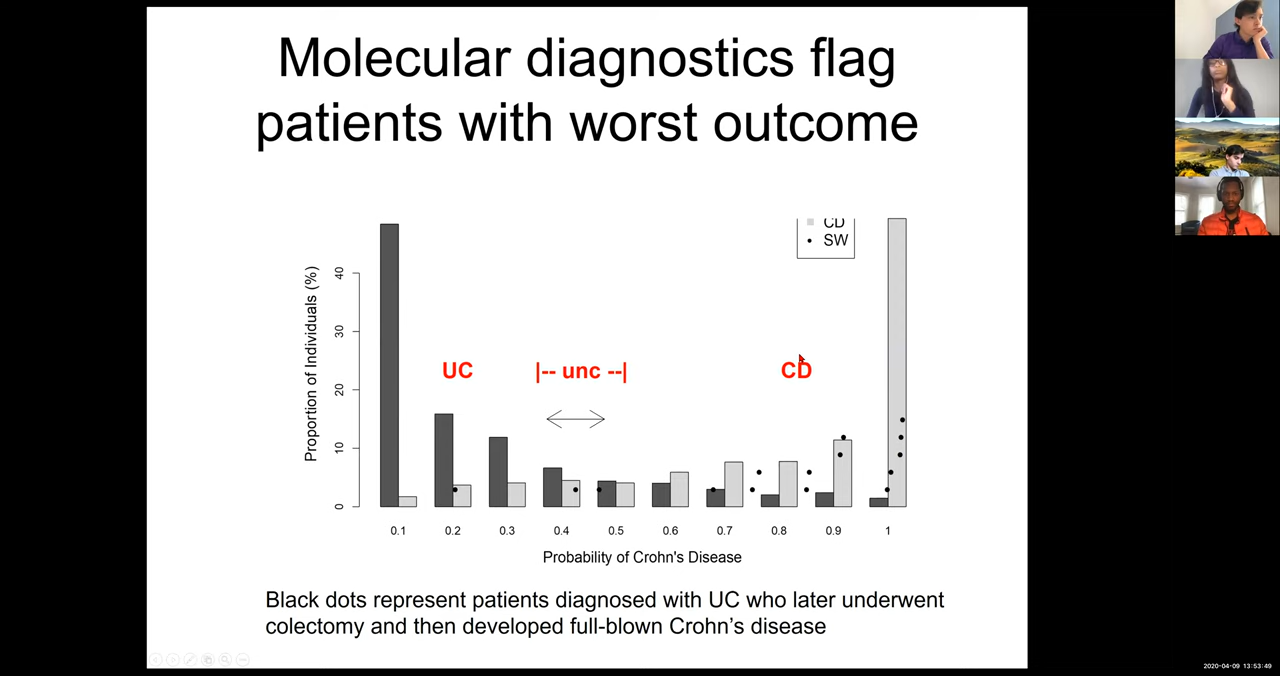 Molecular diagnostics flag
patients with worst outcome
CD
SW
Proportion of Individuals (%)
40
30
20
10
0
UC
|-- unc --|
CD
0.1 0.2 0.3 0.4 0.5 0.6 0.7 0.8 0.9 1
Probability of Crohn's Disease
Black dots represent patients diagnosed with UC who later underwent
colectomy and then developed full-blown Crohn’s disease
2020-04-09 13:53:49